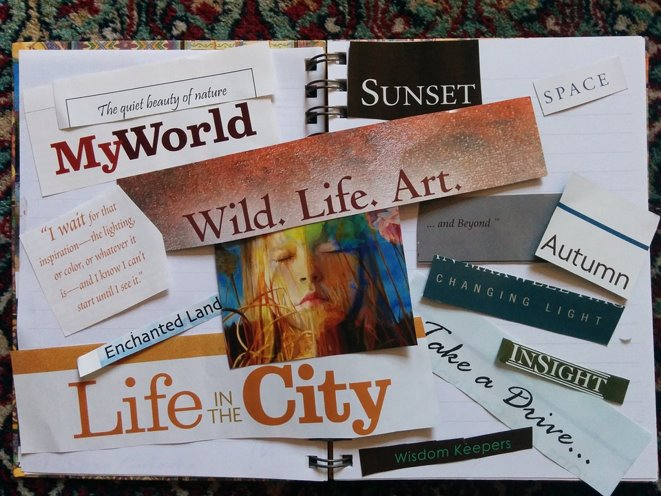 The quiet beauty of nature
MyWorld
SUNSET
SPACE
Wild. Life. Art.
"I wait for that
inspiration—the lighting,
or color, or whatever it
is—and I know I can't
start until I see it."
... and Beyond "
Autumn
CHANGING LIGHT
Enchanted Land
Life IN THE City
Take a Drive...
INSIGHT
Wisdom Keepers